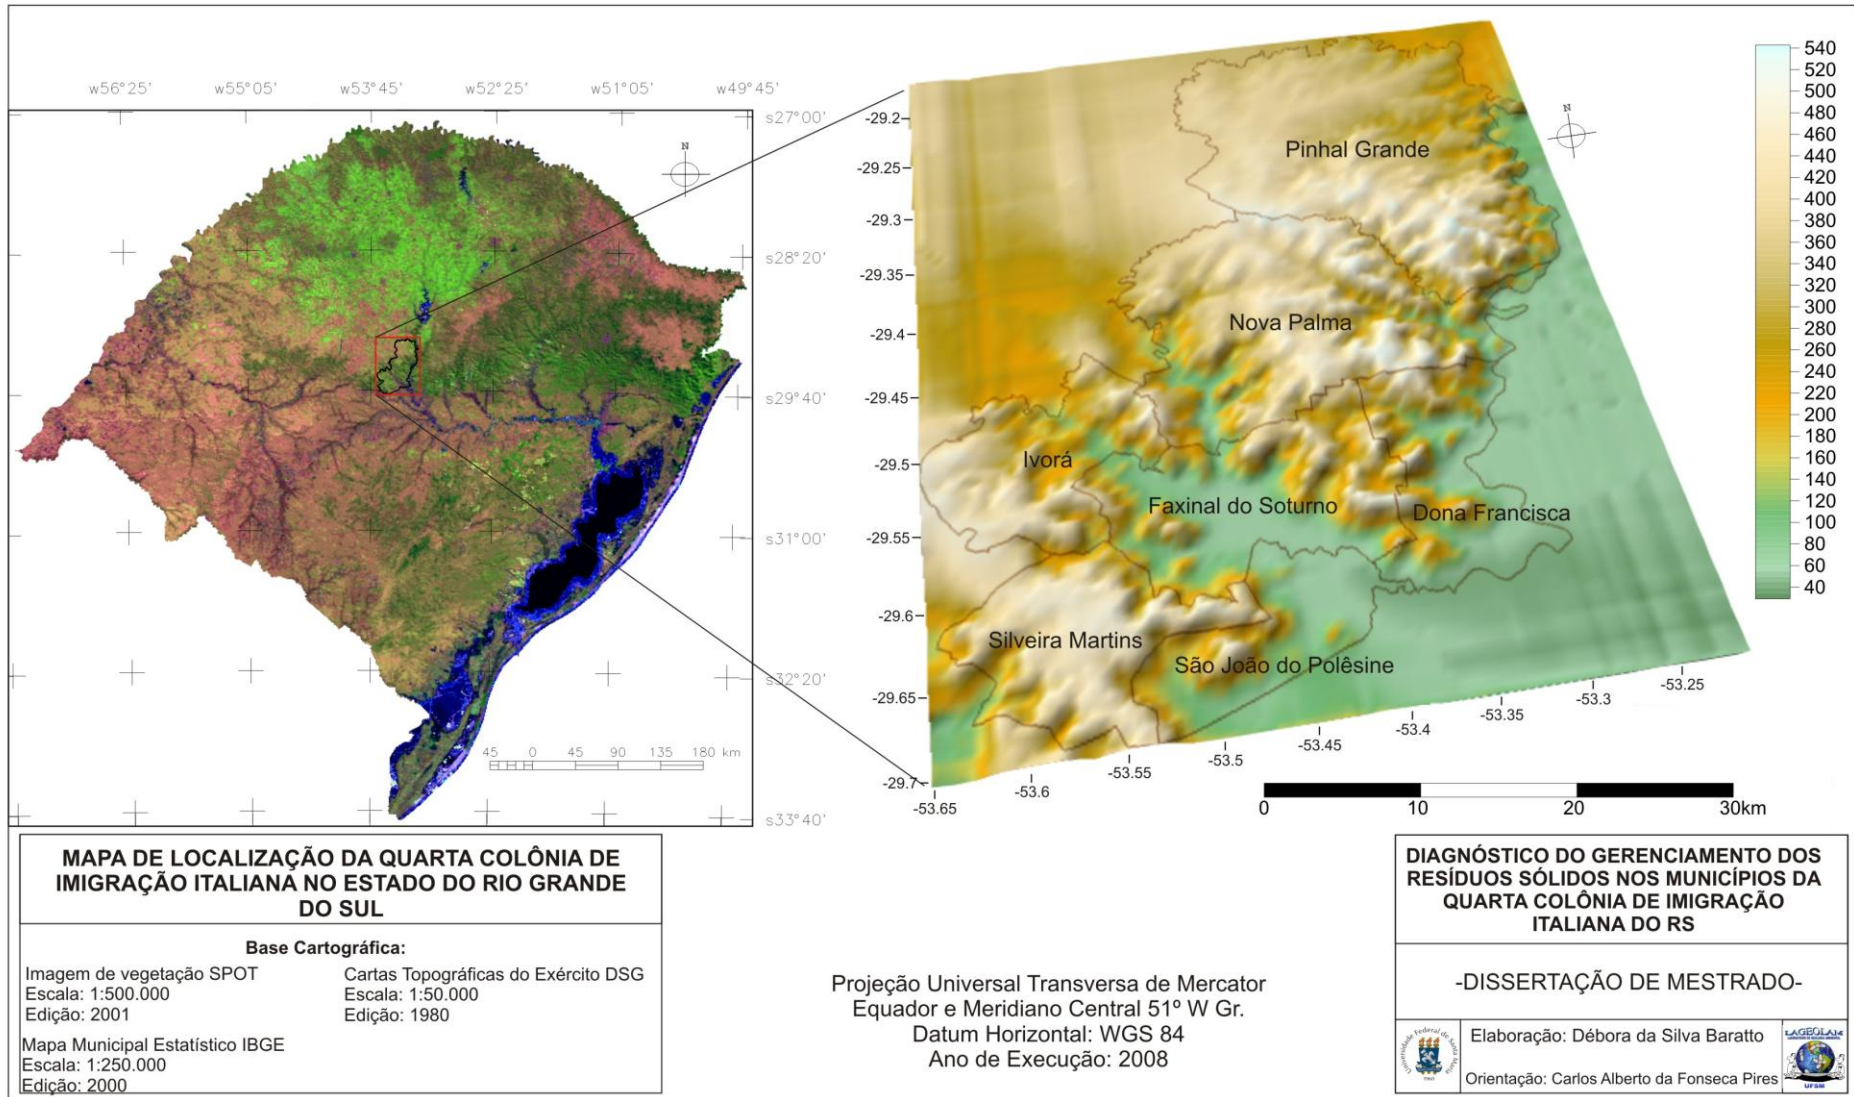 w56°25'
w55°05'
w53°45'
w52°25'
w51°05'
w49°45'
s27°00'
s28°20'
s29°40'
s31°00'
s32°20'
s33°40'
N
45 0 45 90 135 180 km
N
-29.2
-29.25
-29.3
-29.35
-29.4
-29.45
-29.5
-29.55
-29.6
-29.65
-29.7
-53.65
-53.6
-53.55
-53.5
-53.45
-53.4
-53.35
-53.3
-53.25
Pinhal Grande
Nova Palma
Ivorá
Faxinal do Soturno
Dona Francisca
Silveira Martins
São João do Polêsine
540
520
500
480
460
440
420
400
380
360
340
320
300
280
260
240
220
200
180
160
140
120
100
80
60
40
0 10 20 30km
MAPA DE LOCALIZAÇÃO DA QUARTA COLÔNIA DE
IMIGRAÇÃO ITALIANA NO ESTADO DO RIO GRANDE
DO SUL
Base Cartográfica:
Imagem de vegetação SPOT
Escala: 1:500.000
Edição: 2001
Cartas Topográficas do Exército DSG
Escala: 1:50.000
Edição: 1980
Mapa Municipal Estatístico IBGE
Escala: 1:250.000
Edição: 2000
Projeção Universal Transversa de Mercator
Equador e Meridiano Central 51º W Gr.
Datum Horizontal: WGS 84
Ano de Execução: 2008
DIAGNÓSTICO DO GERENCIAMENTO DOS
RESÍDUOS SÓLIDOS NOS MUNICÍPIOS DA
QUARTA COLÔNIA DE IMIGRAÇÃO
ITALIANA DO RS
-DISSERTAÇÃO DE MESTRADO-
Universidade Federal de Santa Maria
Elaboração: Débora da Silva Baratto
Orientação: Carlos Alberto da Fonseca Pires
LAGEOLAM
UFSM